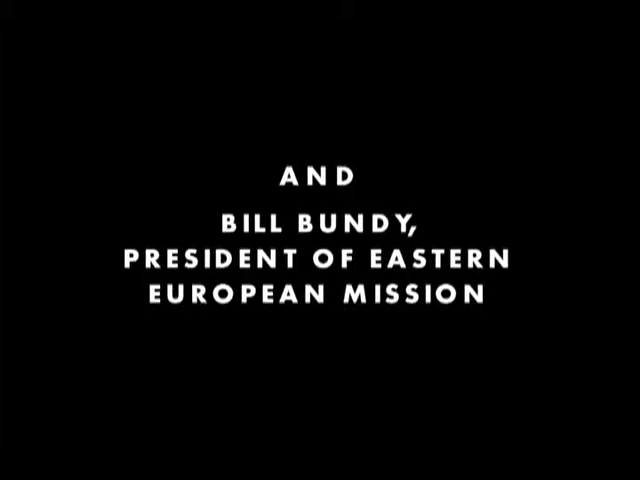 AND
BILL BUNDY,
PRESIDENT OF EASTERN
EUROPEAN MISSION